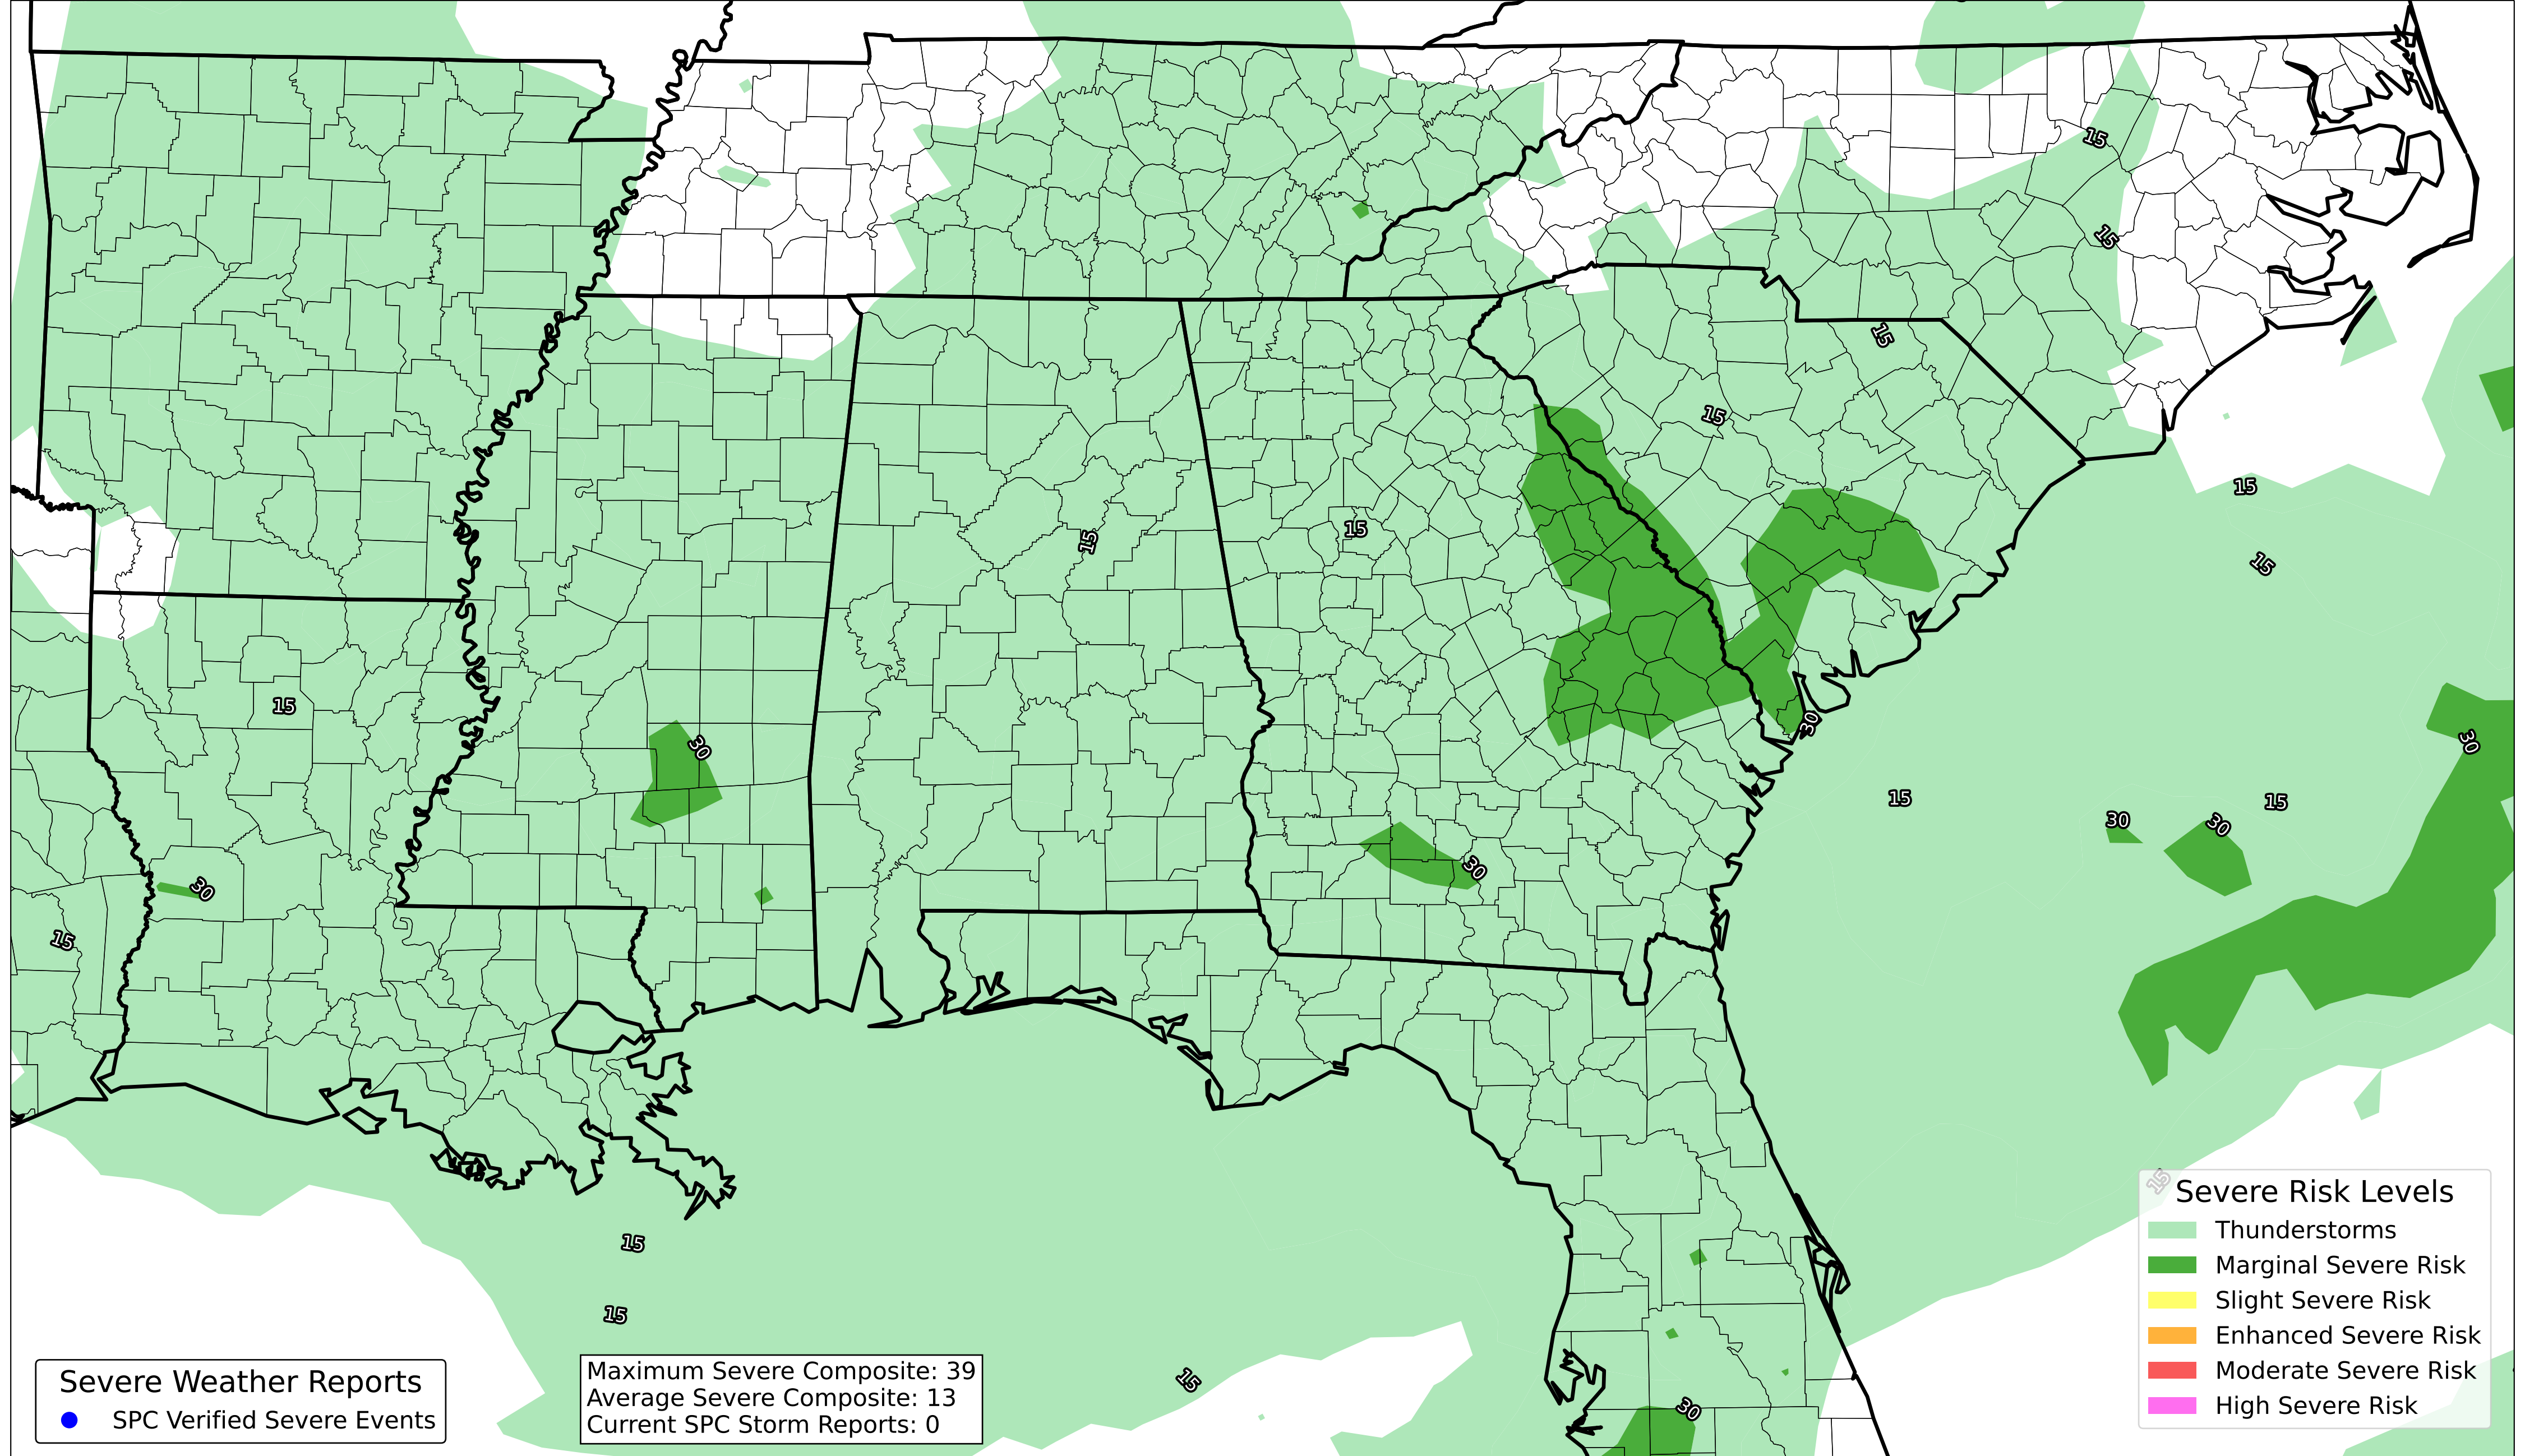 15
15
15
15
15
15
15
15
15
30
30
30
15
15
15
30
30
30
30
15
15
Severe Risk Levels
Thunderstorms
Marginal Severe Risk
Slight Severe Risk
Enhanced Severe Risk
Moderate Severe Risk
High Severe Risk
15
15
15
30
Severe Weather Reports
SPC Verified Severe Events
Maximum Severe Composite: 39
Average Severe Composite: 13
Current SPC Storm Reports: 0